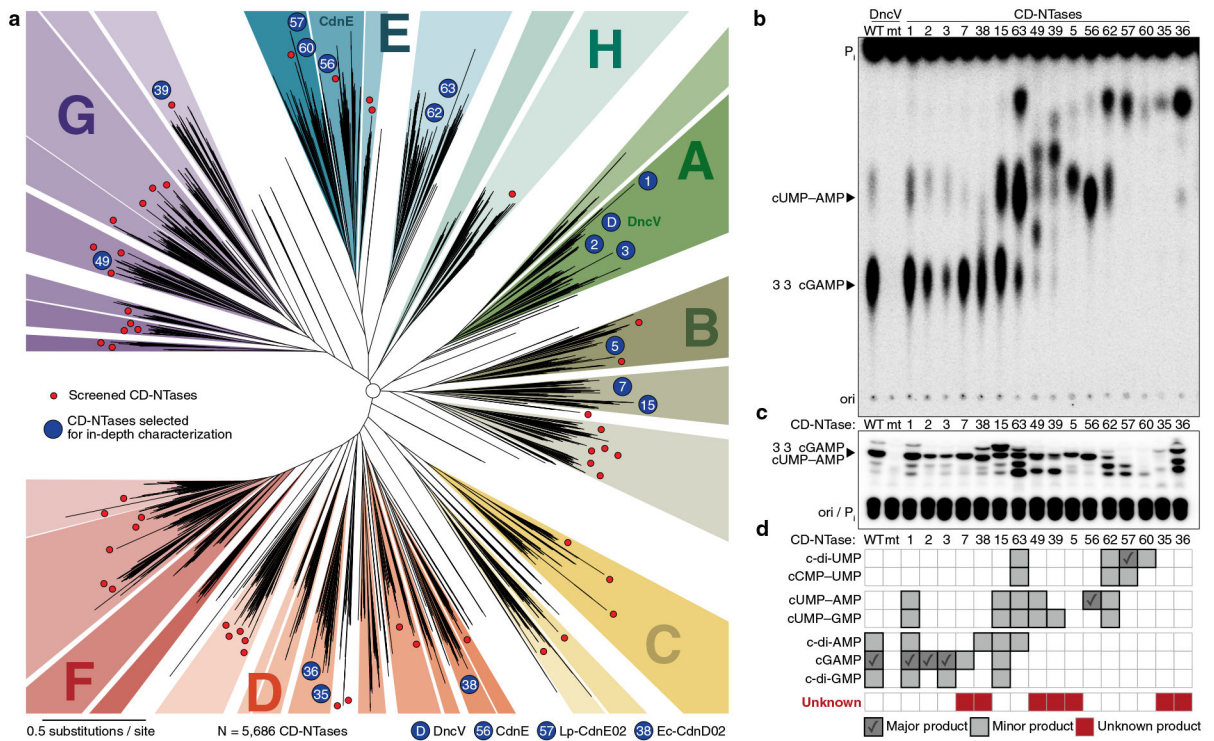 a
57
CdnE
E
60
56
H
63
62
39
G
A
1
D
DncV
2
3
49
B
5
7
15
Screened CD-NTases
CD-NTases selected
for in-depth characterization
C
36
35
38
F
D
0.5 substitutions / site
N = 5,686 CD-NTases
D DncV
56 CdnE
57 Lp-CdnE02
38 Ec-CdnD02
b
DncV
CD-NTases
WT mt 1 2 3 7 38 15 63 49 39 5 56 62 57 60 35 36
Pi
cUMP–AMP
3 3 cGAMP
ori
c
CD-NTase: WT mt 1 2 3 7 38 15 63 49 39 5 56 62 57 60 35 36
3 3 cGAMP
cUMP–AMP
ori / Pi
d
CD-NTase: WT mt 1 2 3 7 38 15 63 49 39 5 56 62 57 60 35 36
c-di-UMP
cCMP–UMP
cUMP–AMP
cUMP–GMP
c-di-AMP
cGAMP
c-di-GMP
Unknown
Major product
Minor product
Unknown product